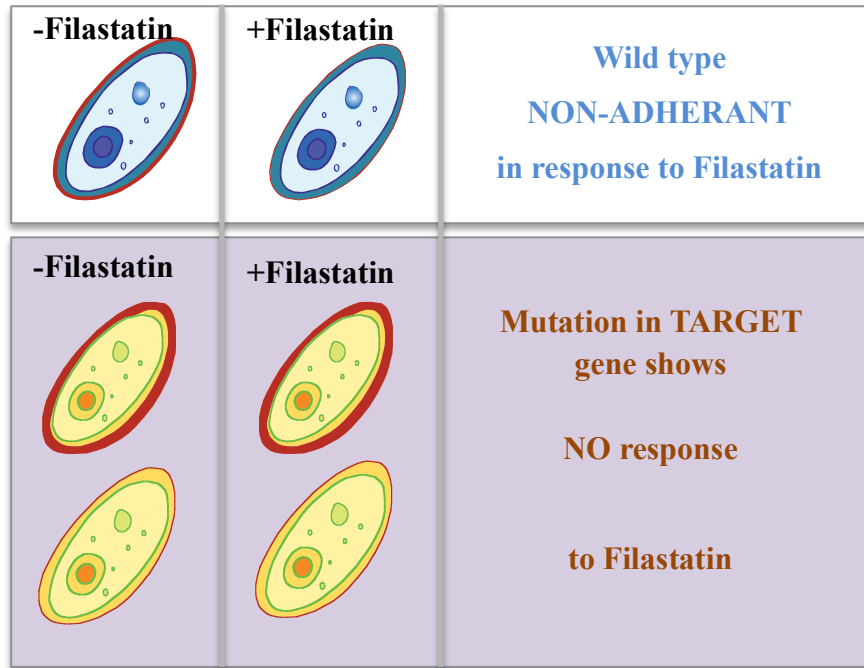 -Filastatin
+Filastatin
Wild type
NON-ADHERANT
in response to Filastatin
-Filastatin
+Filastatin
Mutation in TARGET
gene shows
NO response
to Filastatin